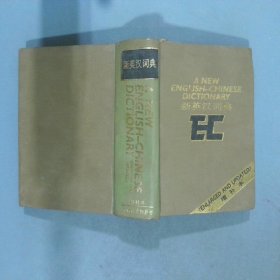 新英汉词典
A NEW
ENGLISH-CHINESE
DICTIONARY
A NEW
ENGLISH-CHINESE
DICTIONARY
新英汉词典
EC
(ENLARGED AND UPDATED)
增补本